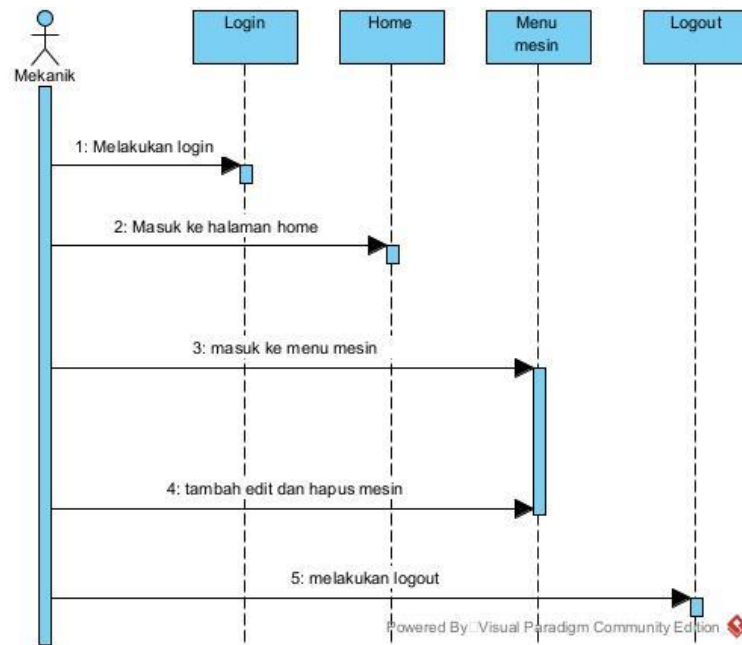 Mekanik
Login
Home
Menu
mesin
Logout
1: Melakukan login
2: Masuk ke halaman home
3: masuk ke menu mesin
4: tambah edit dan hapus mesin
5: melakukan logout
Powered By Visual Paradigm Community Edition